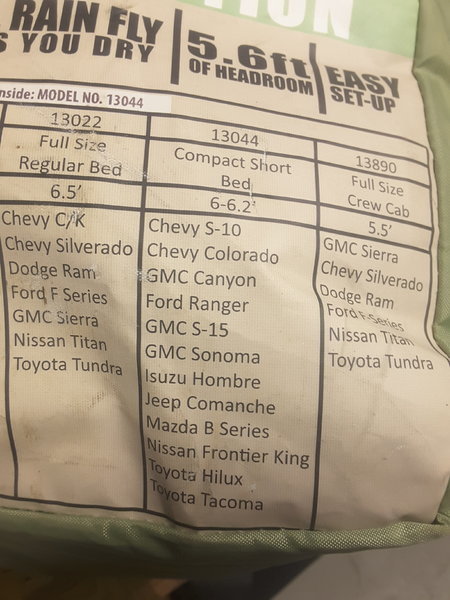 RAIN FLY
S YOU DRY
5.6ft
OF HEADROOM
EASY
SET-UP
nside: MODEL NO. 13044
13022
Full Size
Regular Bed
6.5'
Chevy C/K
Chevy Silverado
Dodge Ram
Ford F Series
GMC Sierra
Nissan Titan
Toyota Tundra
13044
Compact Short
Bed
6-6.2'
Chevy S-10
Chevy Colorado
GMC Canyon
Ford Ranger
GMC S-15
GMC Sonoma
Isuzu Hombre
Jeep Comanche
Mazda B Series
Nissan Frontier King
Toyota Hilux
Toyota Tacoma
13890
Full Size
Crew Cab
5.5'
GMC Sierra
Chevy Silverado
Dodge Ram
Ford F-Series
Nissan Titan
Toyota Tundra